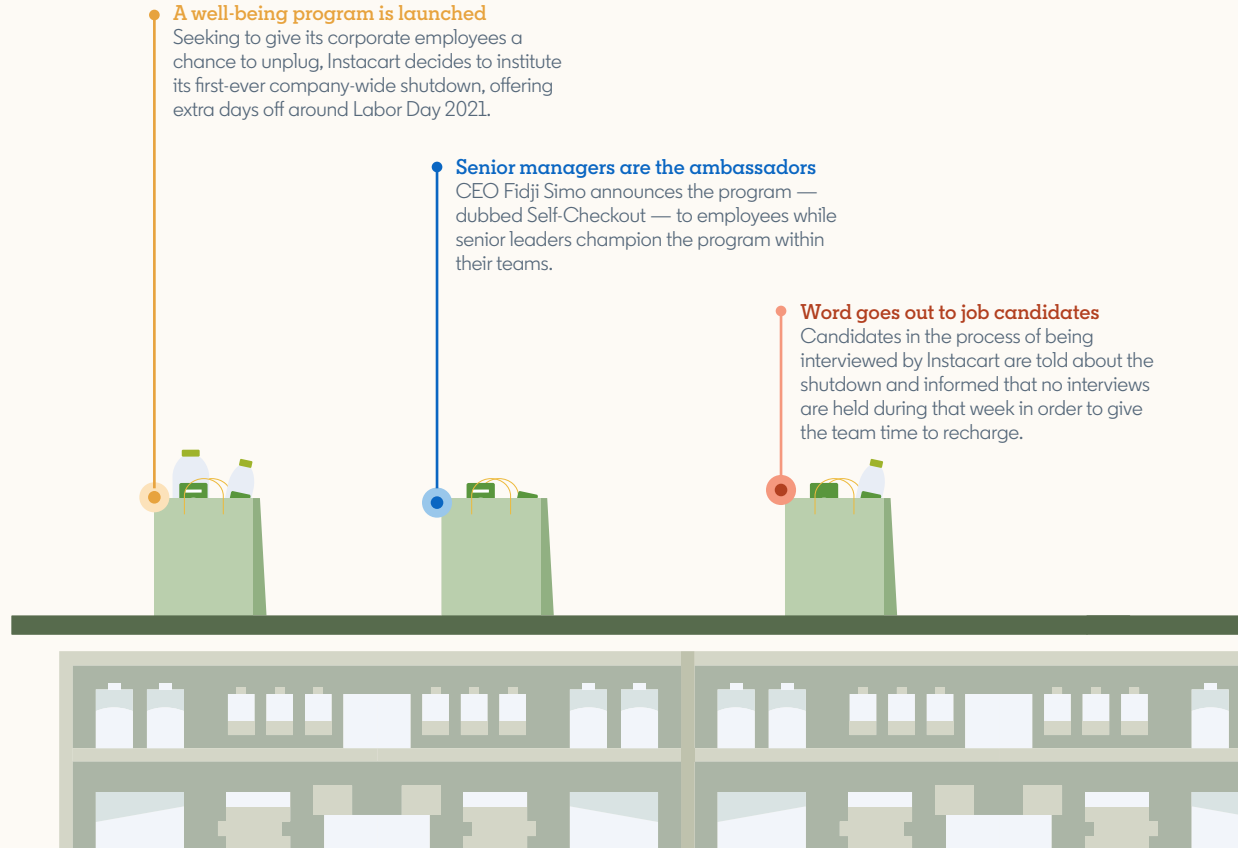 A well-being program is launched
Seeking to give its corporate employees a
chance to unplug, Instacart decides to institute
its first-ever company-wide shutdown, offering
extra days off around Labor Day 2021.
Senior managers are the ambassadors
CEO Fidji Simo announces the program —
dubbed Self-Checkout — to employees while
senior leaders champion the program within
their teams.
Word goes out to job candidates
Candidates in the process of being
interviewed by Instacart are told about the
shutdown and informed that no interviews
are held during that week in order to give
the team time to recharge.